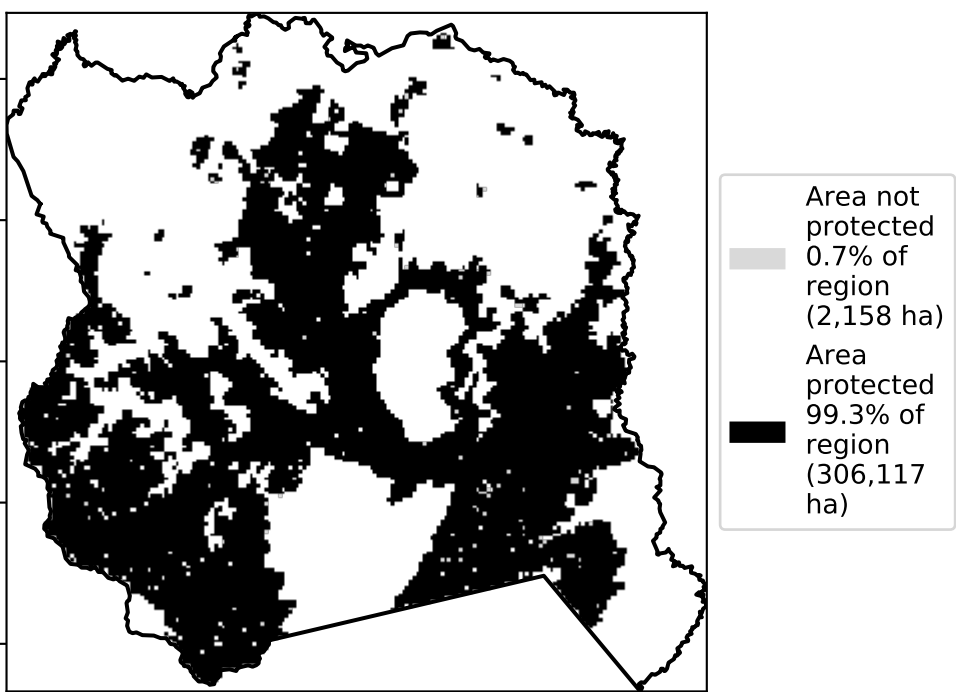 Area not
protected
0.7% of
region
(2,158 ha)
Area
protected
99.3% of
region
(306,117
ha)